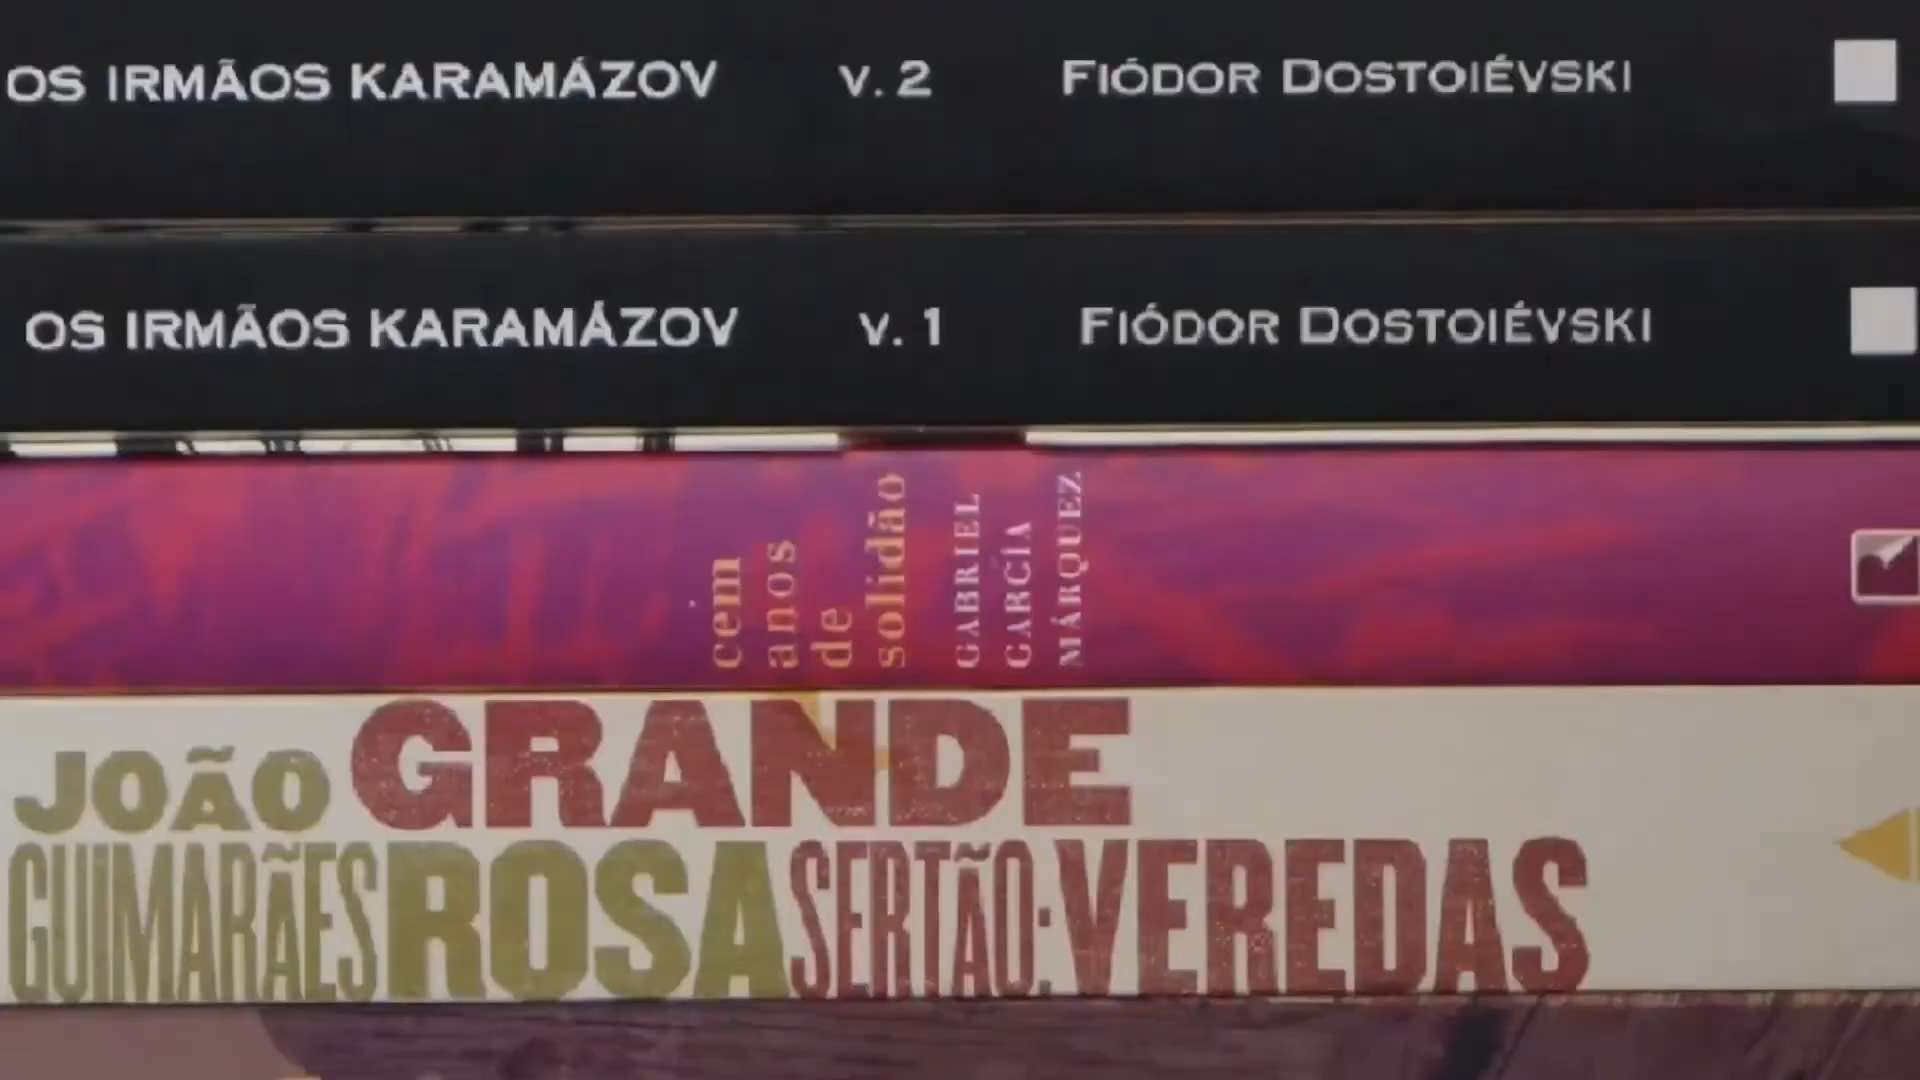 OS IRMÃOS KARAMÁZOV V. 2 FIÓDOR DOSTOIÉVSKI
OS IRMÃOS KARAMÁZOV V. 1 FIÓDOR DOSTOIÉVSKI
cem
anos
de
solidão
GABRIEL
GARCÍA
MÁRQUEZ
JOÃO GRANDE
GUIMARÃES ROSA SERTÃO: VEREDAS